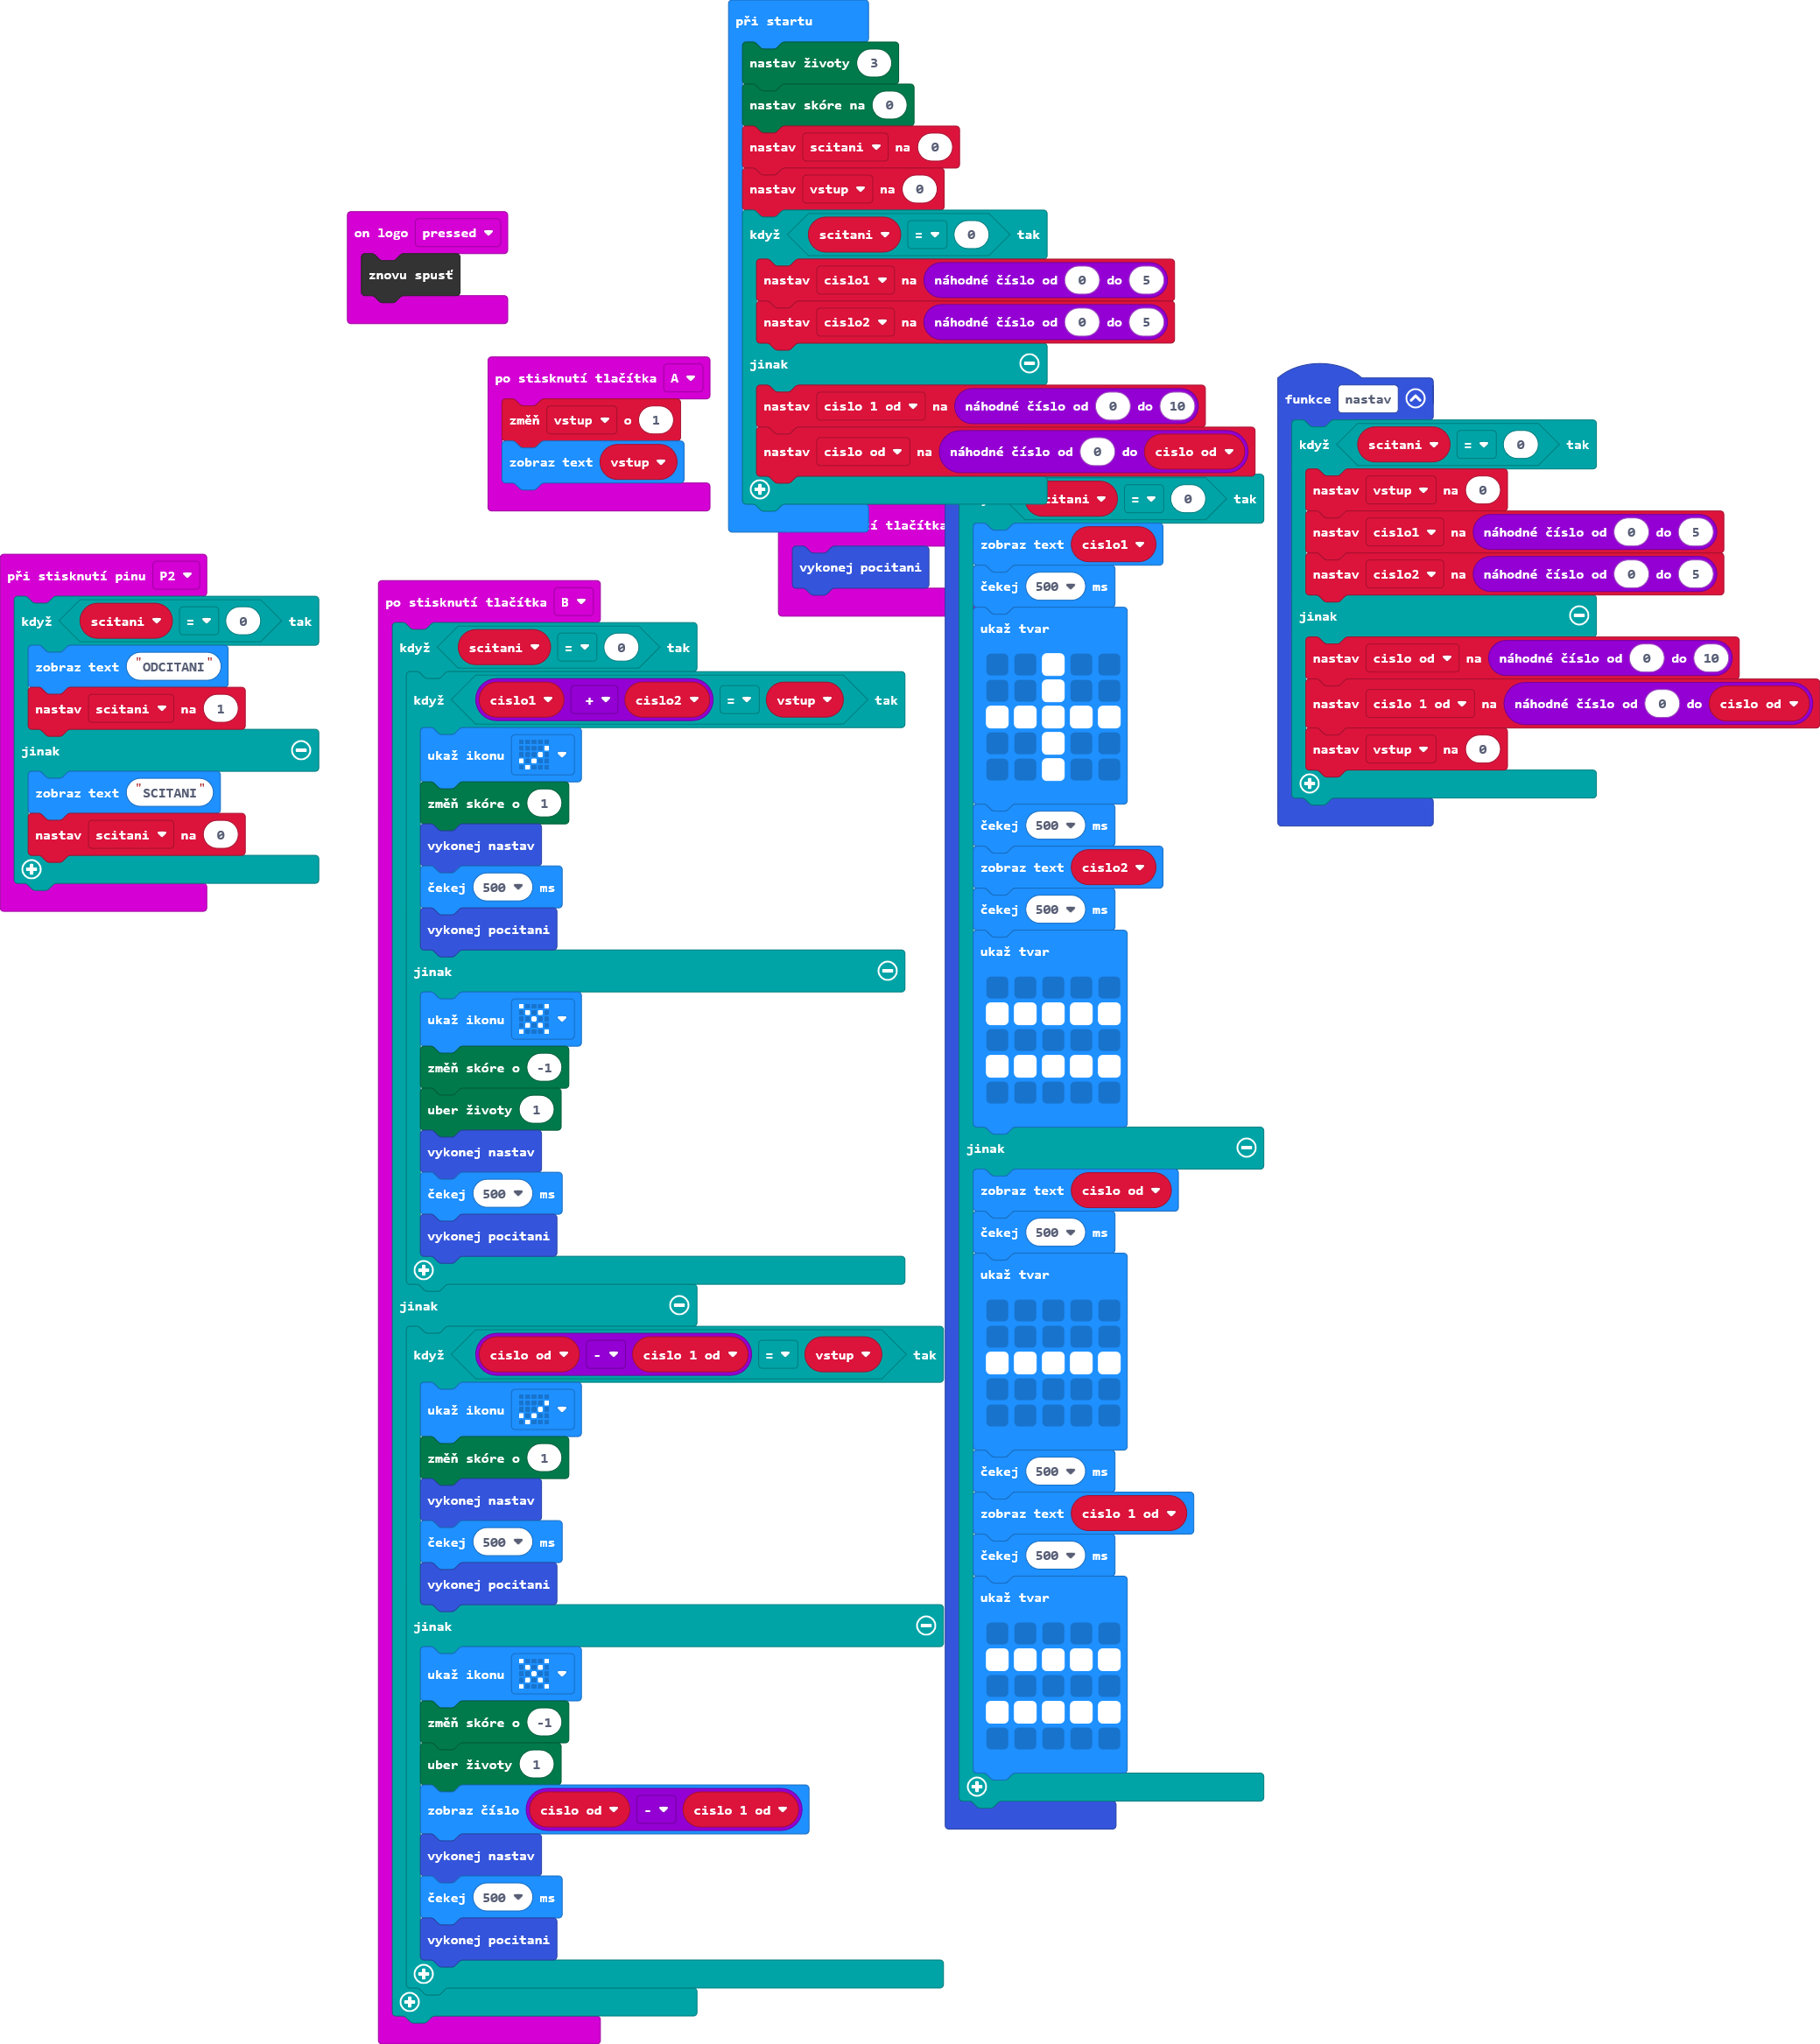 při startu
nastav životy 3
nastav skóre na 0
nastav scitani na 0
nastav vstup na 0
když scitani = 0 tak
nastav cislo1 na náhodné číslo od 0 do 5
nastav cislo2 na náhodné číslo od 0 do 5
jinak
nastav cislo 1 od na náhodné číslo od 0 do 10
nastav cislo od na náhodné číslo od 0 do cislo od
on logo pressed
znovu spusť
po stisknutí tlačítka A
změň vstup o 1
zobraz text vstup
při stisknutí pinu P2
když scitani = 0 tak
zobraz text "ODCITANI"
nastav scitani na 1
jinak
zobraz text "SCITANI"
nastav scitani na 0
po stisknutí tlačítka B
když scitani = 0 tak
když cislo1 + cislo2 = vstup tak
ukaž ikonu
změň skóre o 1
vykonej nastav
čekej 500 ms
vykonej pocitani
jinak
ukaž ikonu
změň skóre o -1
uber životy 1
vykonej nastav
čekej 500 ms
vykonej pocitani
jinak
když cislo od - cislo 1 od = vstup tak
ukaž ikonu
změň skóre o 1
vykonej nastav
čekej 500 ms
vykonej pocitani
jinak
ukaž ikonu
změň skóre o -1
uber životy 1
zobraz číslo cislo od - cislo 1 od
vykonej nastav
čekej 500 ms
vykonej pocitani
tlačítka
vykonej pocitani
= 0 tak
zobraz text cislo1
čekej 500 ms
ukaž tvar
čekej 500 ms
zobraz text cislo2
čekej 500 ms
ukaž tvar
jinak
zobraz text cislo od
čekej 500 ms
ukaž tvar
čekej 500 ms
zobraz text cislo 1 od
čekej 500 ms
ukaž tvar
funkce nastav
když scitani = 0 tak
nastav vstup na 0
nastav cislo1 na náhodné číslo od 0 do 5
nastav cislo2 na náhodné číslo od 0 do 5
jinak
nastav cislo od na náhodné číslo od 0 do 10
nastav cislo 1 od na náhodné číslo od 0 do cislo od
nastav vstup na 0